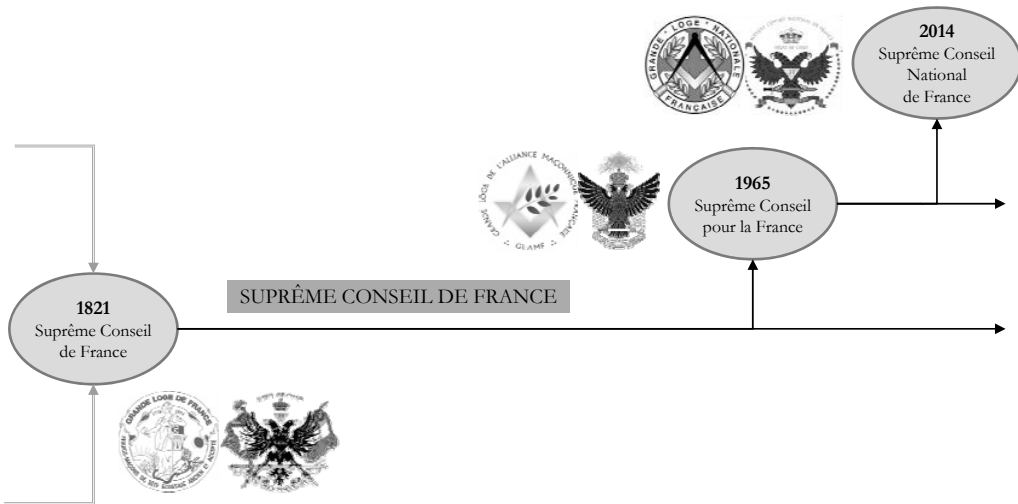 2014
Suprême Conseil
National
de France
GRANDE LOGE NATIONALE
FRANÇAISE
1965
Suprême Conseil
pour la France
GRANDE LOGE DE L'ALLIANCE MAÇONNIQUE FRANÇAISE
GLAMF
SUPRÊME CONSEIL DE FRANCE
1821
Suprême Conseil
de France
GRANDE LOGE DE FRANCE